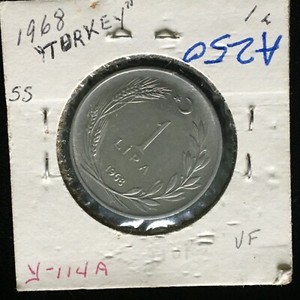 1968
"TURKEY"
A250
SS
1
LİRA
1968
VF
Y-114A